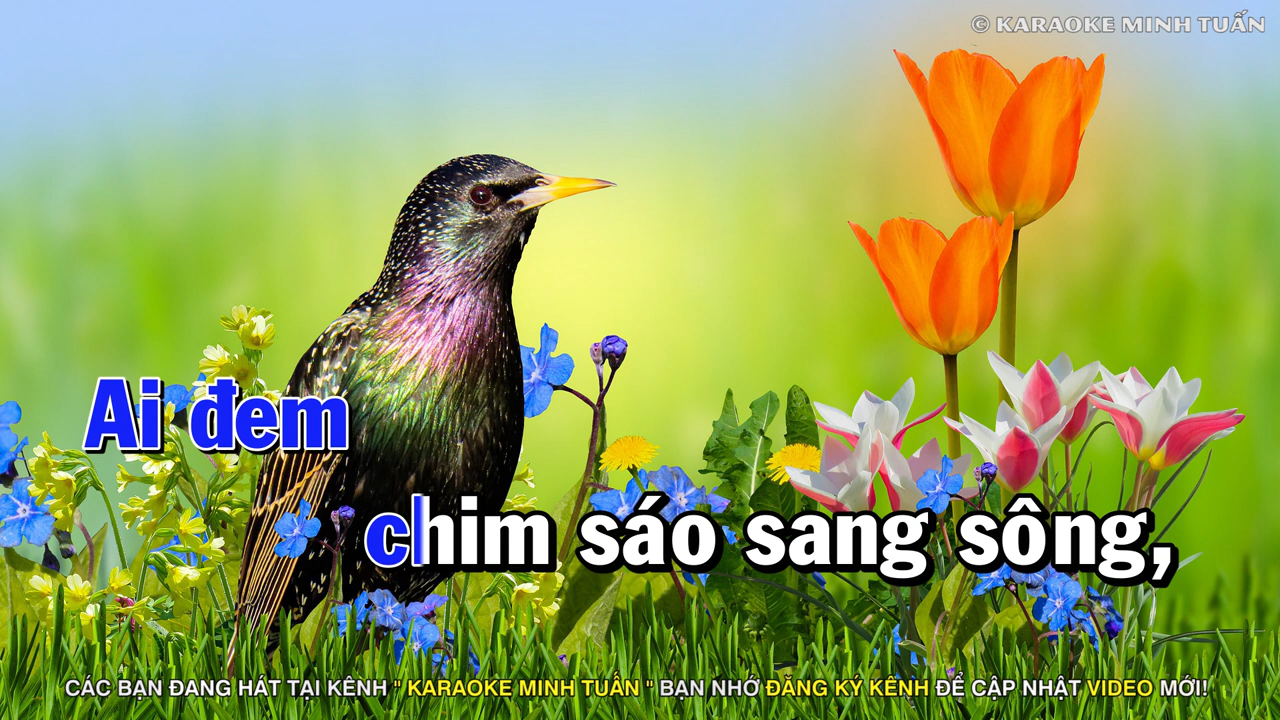 © KARAOKE MINH TUẤN
Ai đem
chim sáo sang sông,
CÁC BẠN ĐANG HÁT TẠI KÊNH " KARAOKE MINH TUẤN " BẠN NHỚ ĐĂNG KÝ KÊNH ĐỂ CẬP NHẬT VIDEO MỚI!